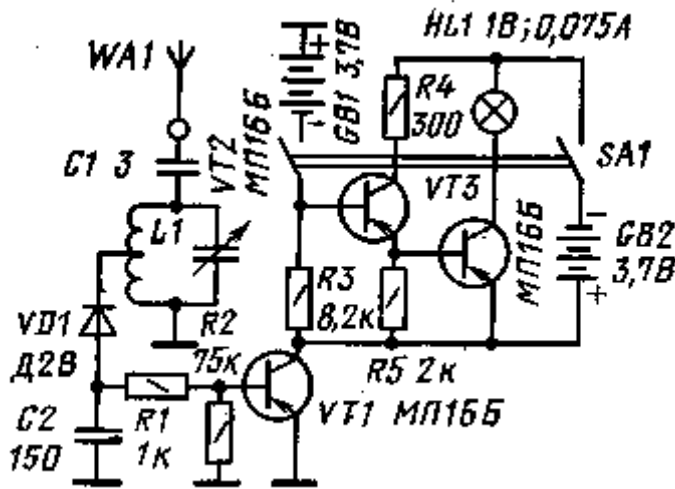 HL1 1В; 0,075А
WA1
+
GB1 3,7В
-
R4
300
C1 3
VT2
МП16Б
SA1
VT3
МП16Б
L1
-
GB2
3,7В
+
R3
8,2к
VD1
Д2В
R2
75к
R5 2к
C2
150
R1
1к
VT1 МП16Б